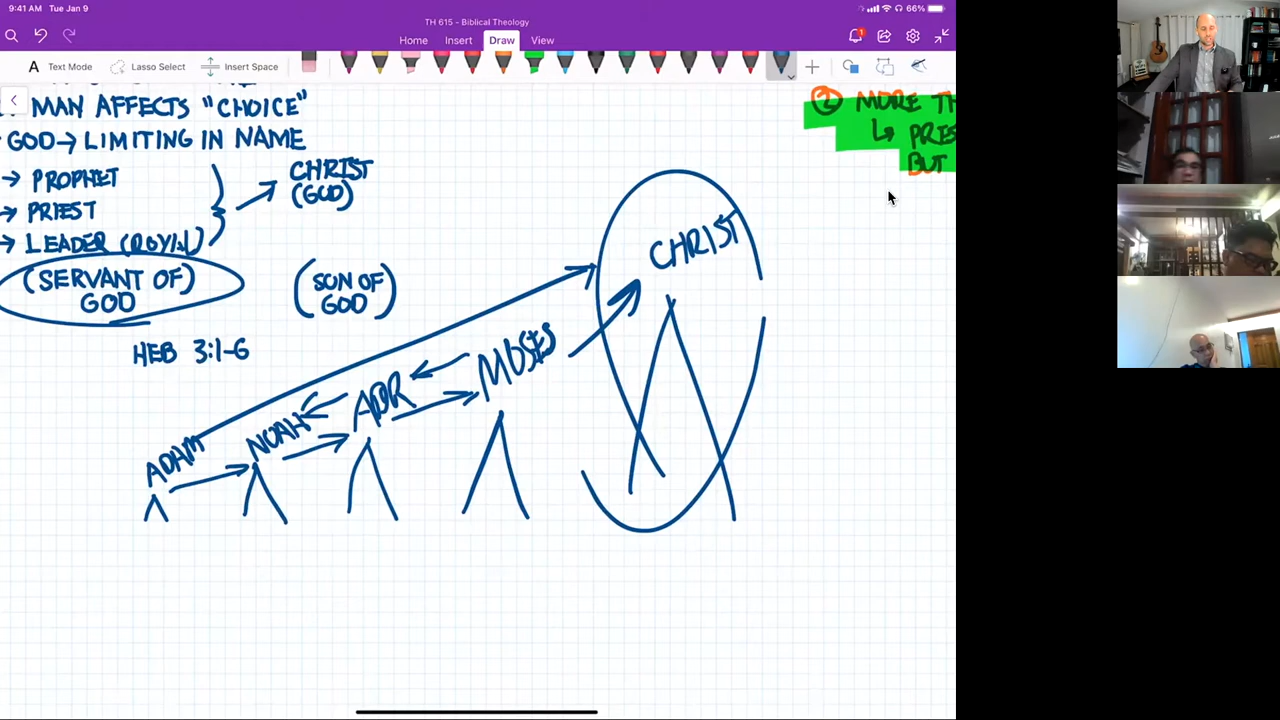 9:41 AM Tue Jan 9
66%
TH 615 - Biblical Theology
Home Insert Draw View
1
A Text Mode Lasso Select Insert Space
MAN AFFECTS "CHOICE"
GOD → LIMITING IN NAME
→ PROPHET
→ PRIEST
→ LEADER (ROYAL)
CHRIST
(GOD)
(SERVANT OF)
GOD
(SON OF
GOD)
HEB 3:1-6
② MORE TH
↳ PRES
BUT
CHRIST
MOSES
ABR
NOAH
ADAM